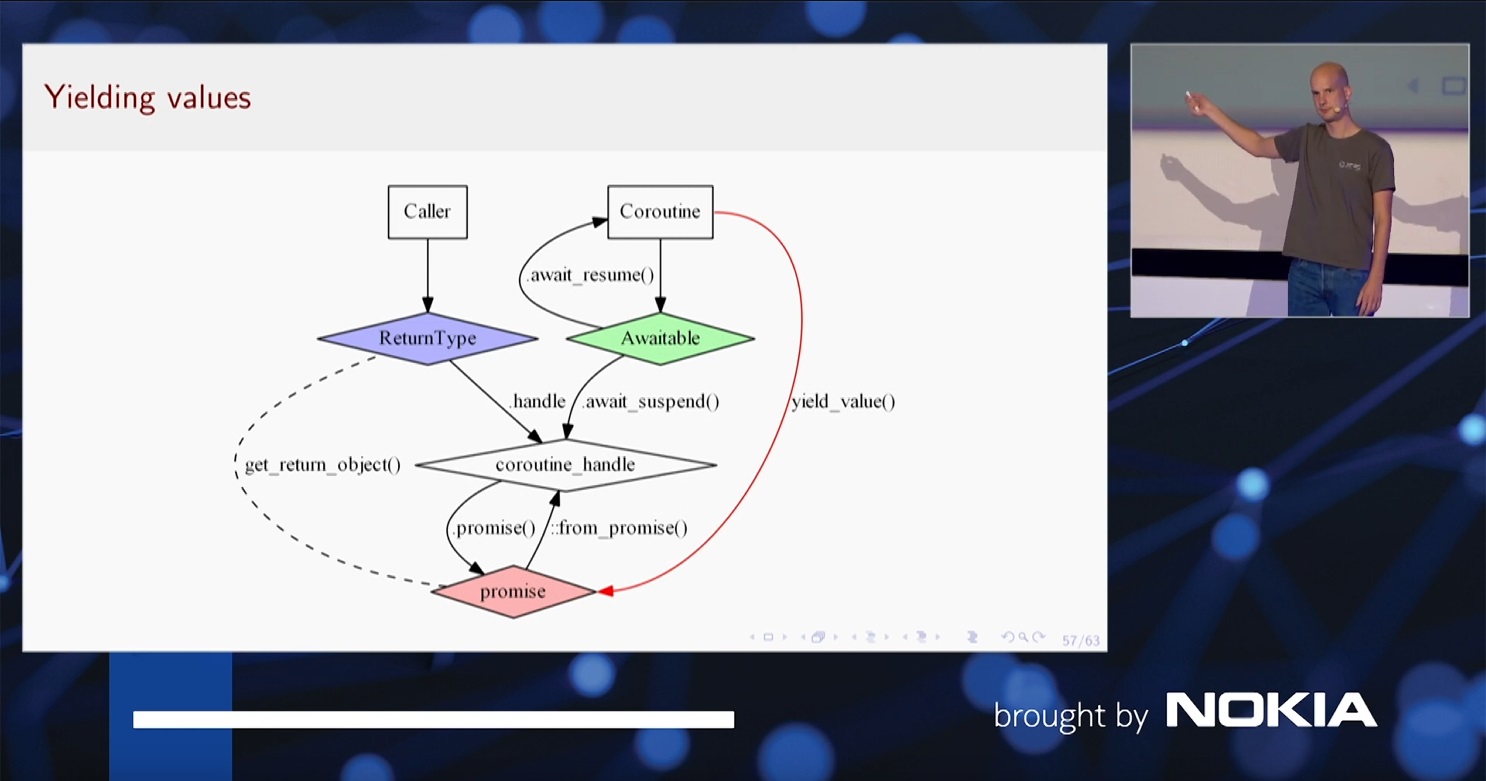 Yielding values
Caller
Coroutine
.await_resume()
ReturnType
Awaitable
.handle
.await_suspend()
yield_value()
get_return_object()
coroutine_handle
.promise()
::from_promise()
promise
57/63
brought by NOKIA